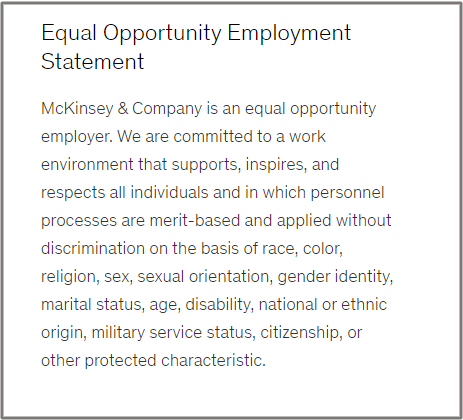 Equal Opportunity Employment
Statement
McKinsey & Company is an equal opportunity
employer. We are committed to a work
environment that supports, inspires, and
respects all individuals and in which personnel
processes are merit-based and applied without
discrimination on the basis of race, color,
religion, sex, sexual orientation, gender identity,
marital status, age, disability, national or ethnic
origin, military service status, citizenship, or
other protected characteristic.